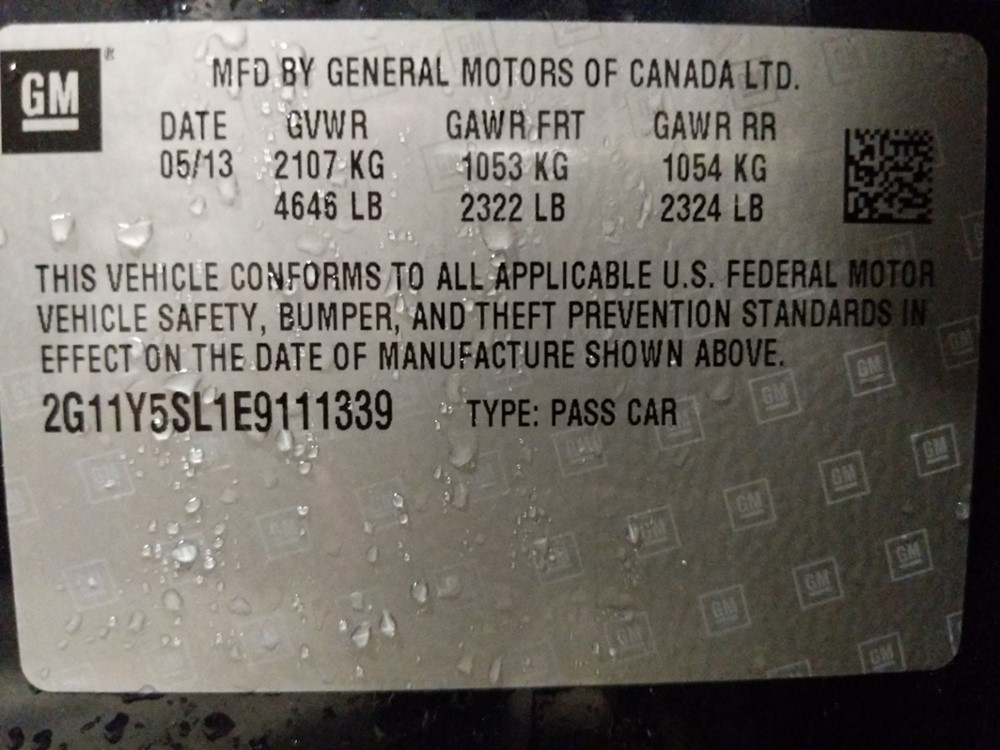 GM
MFD BY GENERAL MOTORS OF CANADA LTD.
DATE GVWR GAWR FRT GAWR RR
05/13 2107 KG 1053 KG 1054 KG
4646 LB 2322 LB 2324 LB
THIS VEHICLE CONFORMS TO ALL APPLICABLE U.S. FEDERAL MOTOR
VEHICLE SAFETY, BUMPER, AND THEFT PREVENTION STANDARDS IN
EFFECT ON THE DATE OF MANUFACTURE SHOWN ABOVE.
2G11Y5SL1E9111339 TYPE: PASS CAR